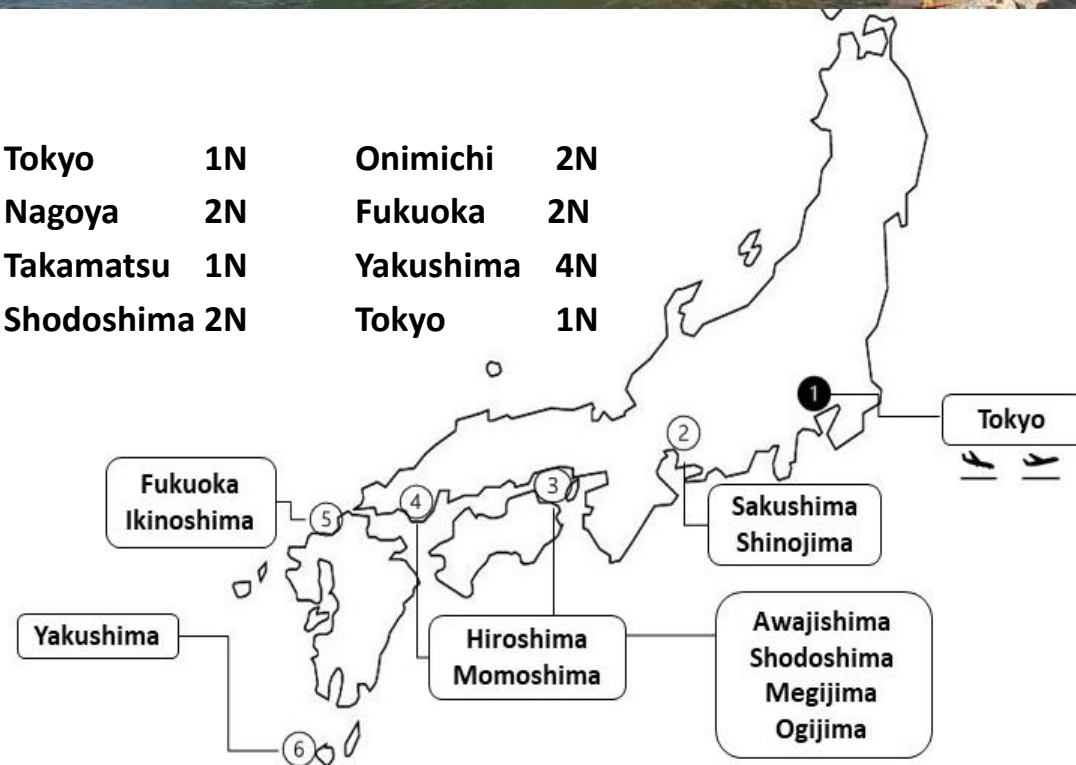 Tokyo 1N
Nagoya 2N
Takamatsu 1N
Shodoshima 2N
Onimichi 2N
Fukuoka 2N
Yakushima 4N
Tokyo 1N
1
Tokyo
2
Sakushima
Shinojima
3
4
Hiroshima
Momoshima
Awajishima
Shodoshima
Megijima
Ogijima
5
Fukuoka
Ikinoshima
Yakushima
6